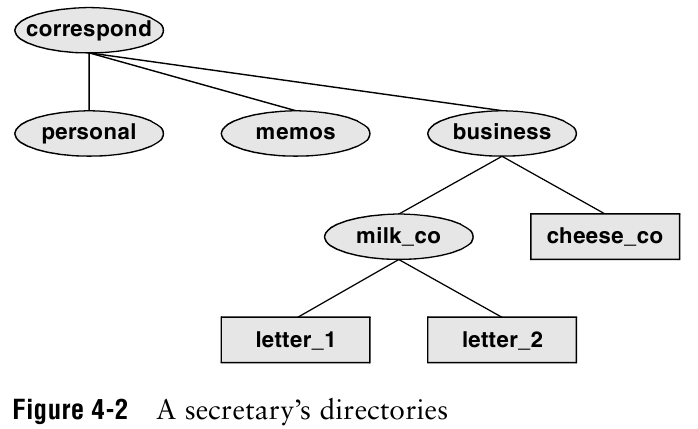 correspond
personal
memos
business
milk_co
cheese_co
letter_1
letter_2
Figure 4-2 A secretary’s directories